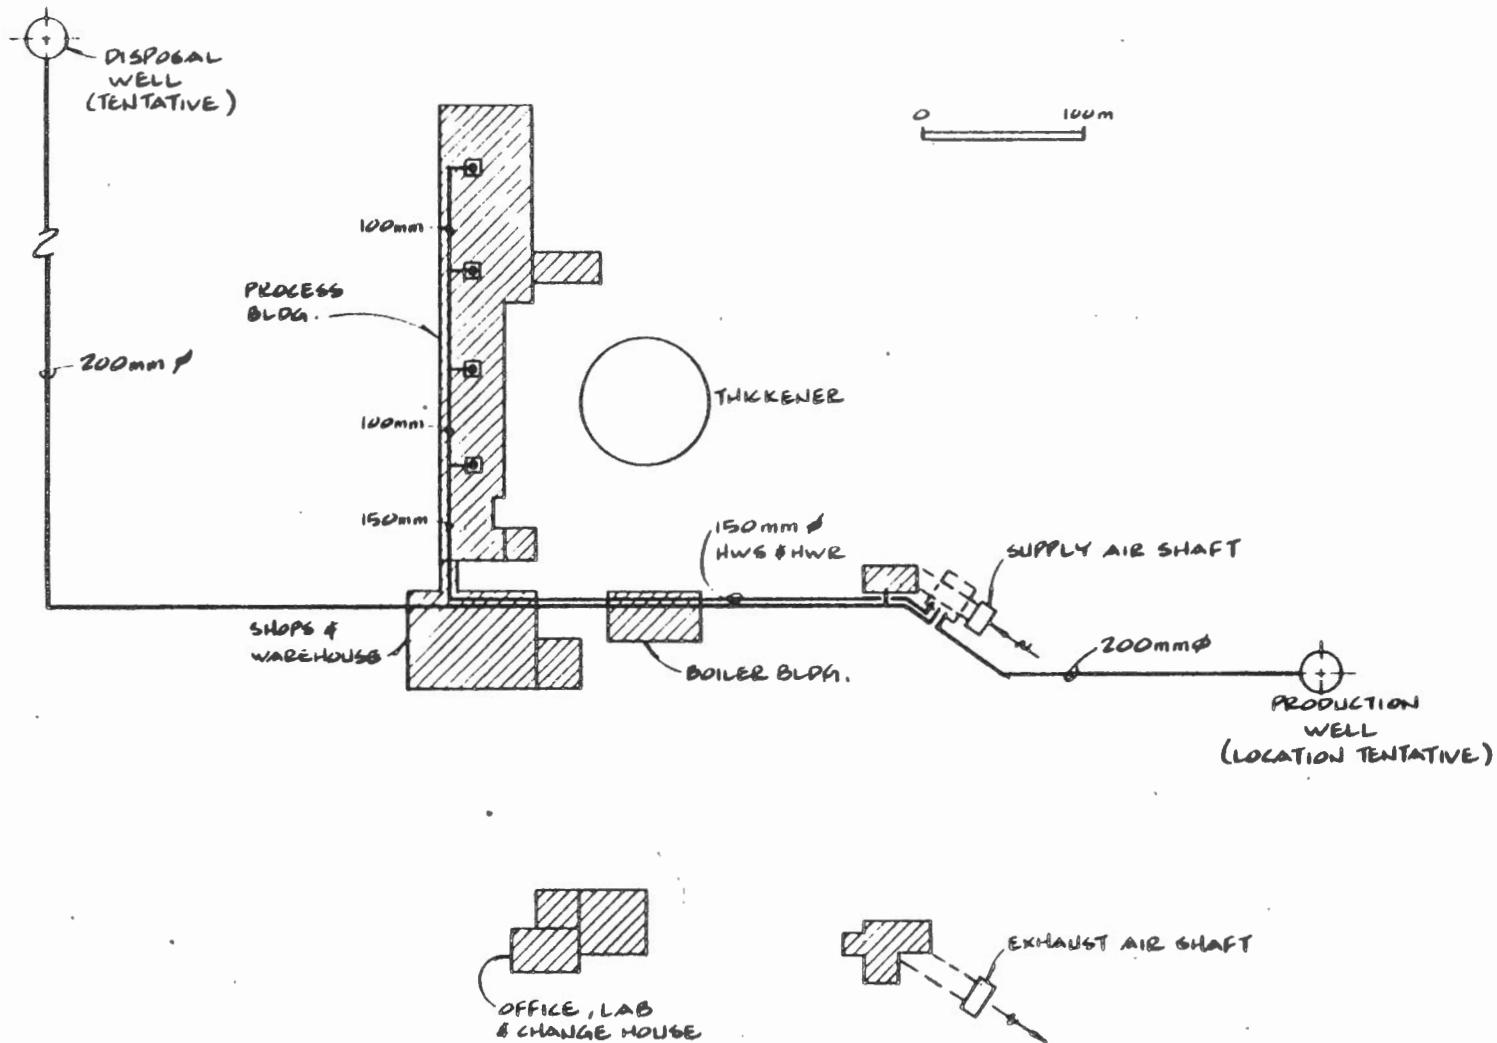 DISPOSAL
WELL
(TENTATIVE)
0 100m
100mm
PROCESS
BLDG.
200mm ø
THICKENER
100mm
150mm
150mm ø
HWS & HWR
SUPPLY AIR SHAFT
SHOPS &
WAREHOUSE
BOILER BLDG.
200mm ø
PRODUCTION
WELL
(LOCATION TENTATIVE)
EXHAUST AIR SHAFT
OFFICE, LAB
& CHANGE HOUSE